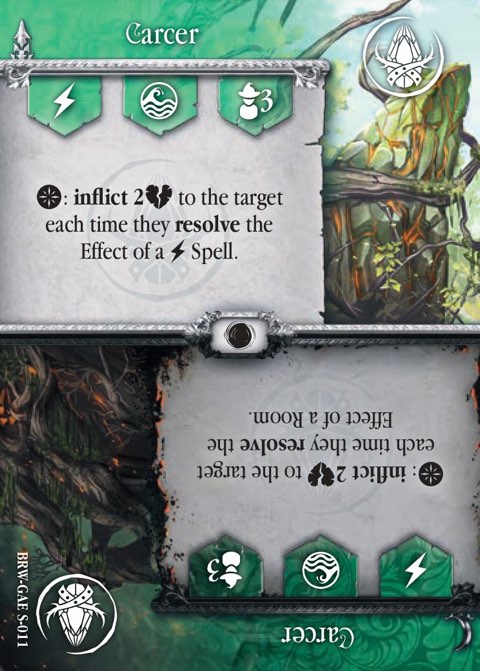 Carcer
3
: inflict 2 to the target
each time they resolve the
Effect of a Spell.
: inflict 2 to the target
each time they resolve the
Effect of a Room.
3
Carcer
BRW-GAE S-011